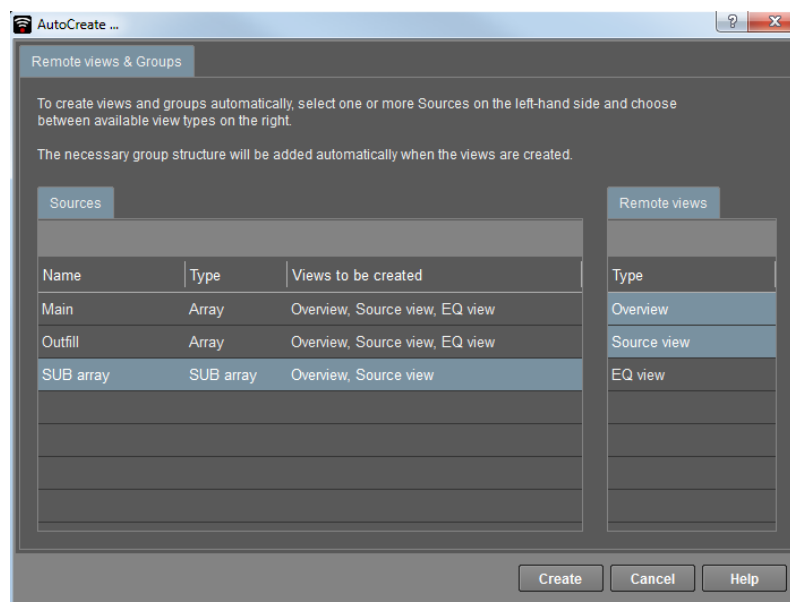 AutoCreate ...
Remote views & Groups
To create views and groups automatically, select one or more Sources on the left-hand side and choose
between available view types on the right.
The necessary group structure will be added automatically when the views are created.
Sources
Remote views
Name Type Views to be created
Type
Main Array Overview, Source view, EQ view
Overview
Outfill Array Overview, Source view, EQ view
Source view
SUB array SUB array Overview, Source view
EQ view
Create Cancel Help